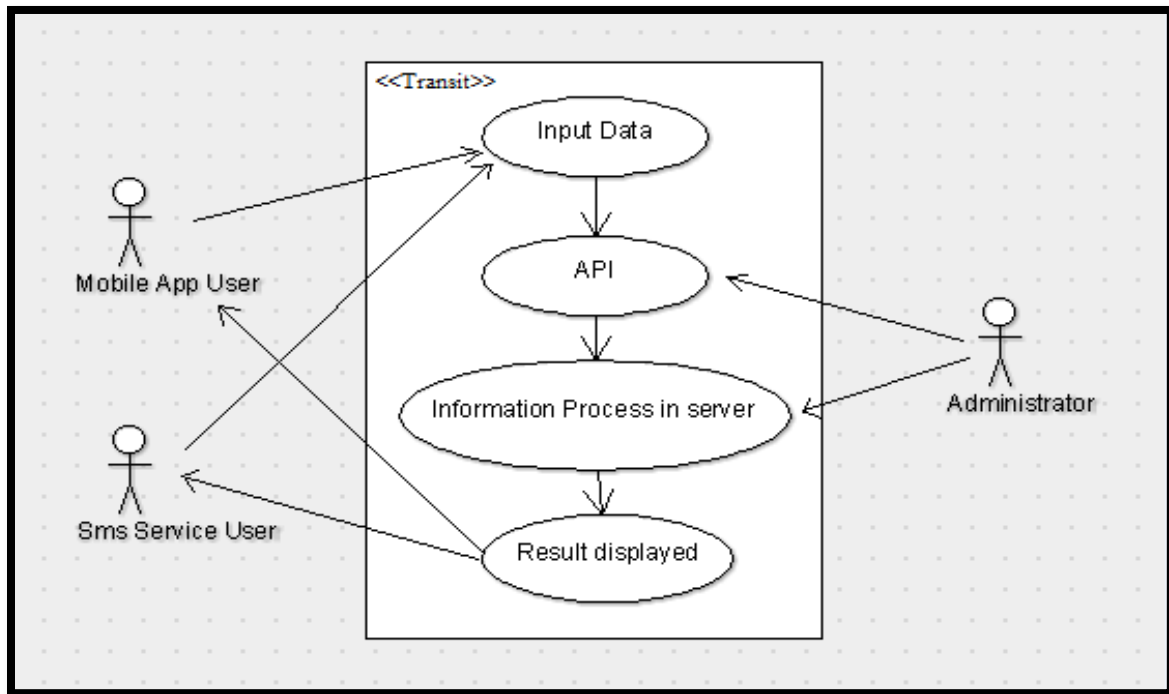 <<Transit>>
Input Data
Mobile App User
API
Administrator
Information Process in server
Sms Service User
Result displayed